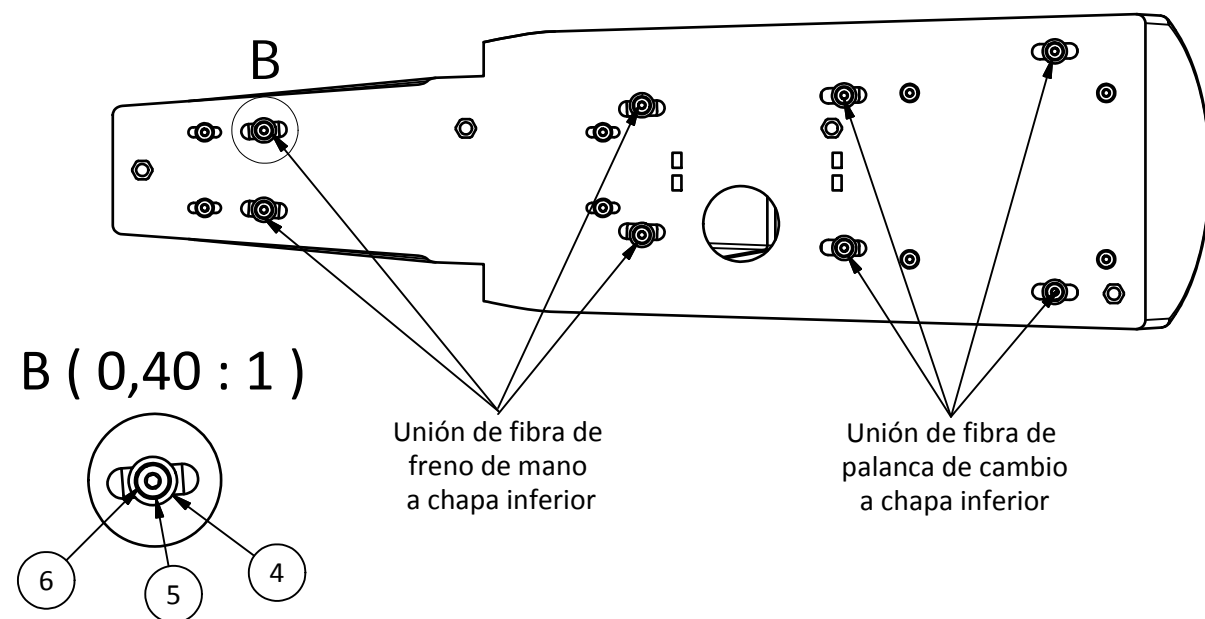 B
B ( 0,40 : 1 )
Unión de fibra de
freno de mano
a chapa inferior
Unión de fibra de
palanca de cambio
a chapa inferior
6
5
4